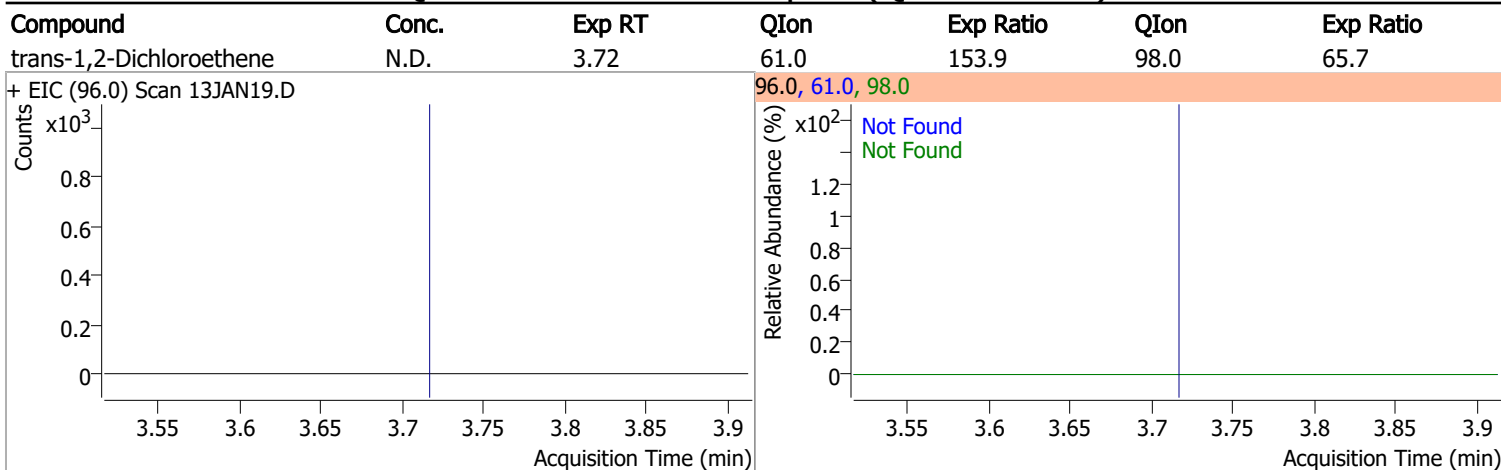 Compound Conc. Exp RT QIon Exp Ratio QIon Exp Ratio
trans-1,2-Dichloroethene N.D. 3.72 61.0 153.9 98.0 65.7
+ EIC (96.0) Scan 13JAN19.D
Counts
x10³
0.8
0.6
0.4
0.2
0
3.55 3.6 3.65 3.7 3.75 3.8 3.85 3.9
Acquisition Time (min)
96.0, 61.0, 98.0
Relative Abundance (%)
x10²
Not Found
Not Found
1.2
1
0.8
0.6
0.4
0.2
0
3.55 3.6 3.65 3.7 3.75 3.8 3.85 3.9
Acquisition Time (min)